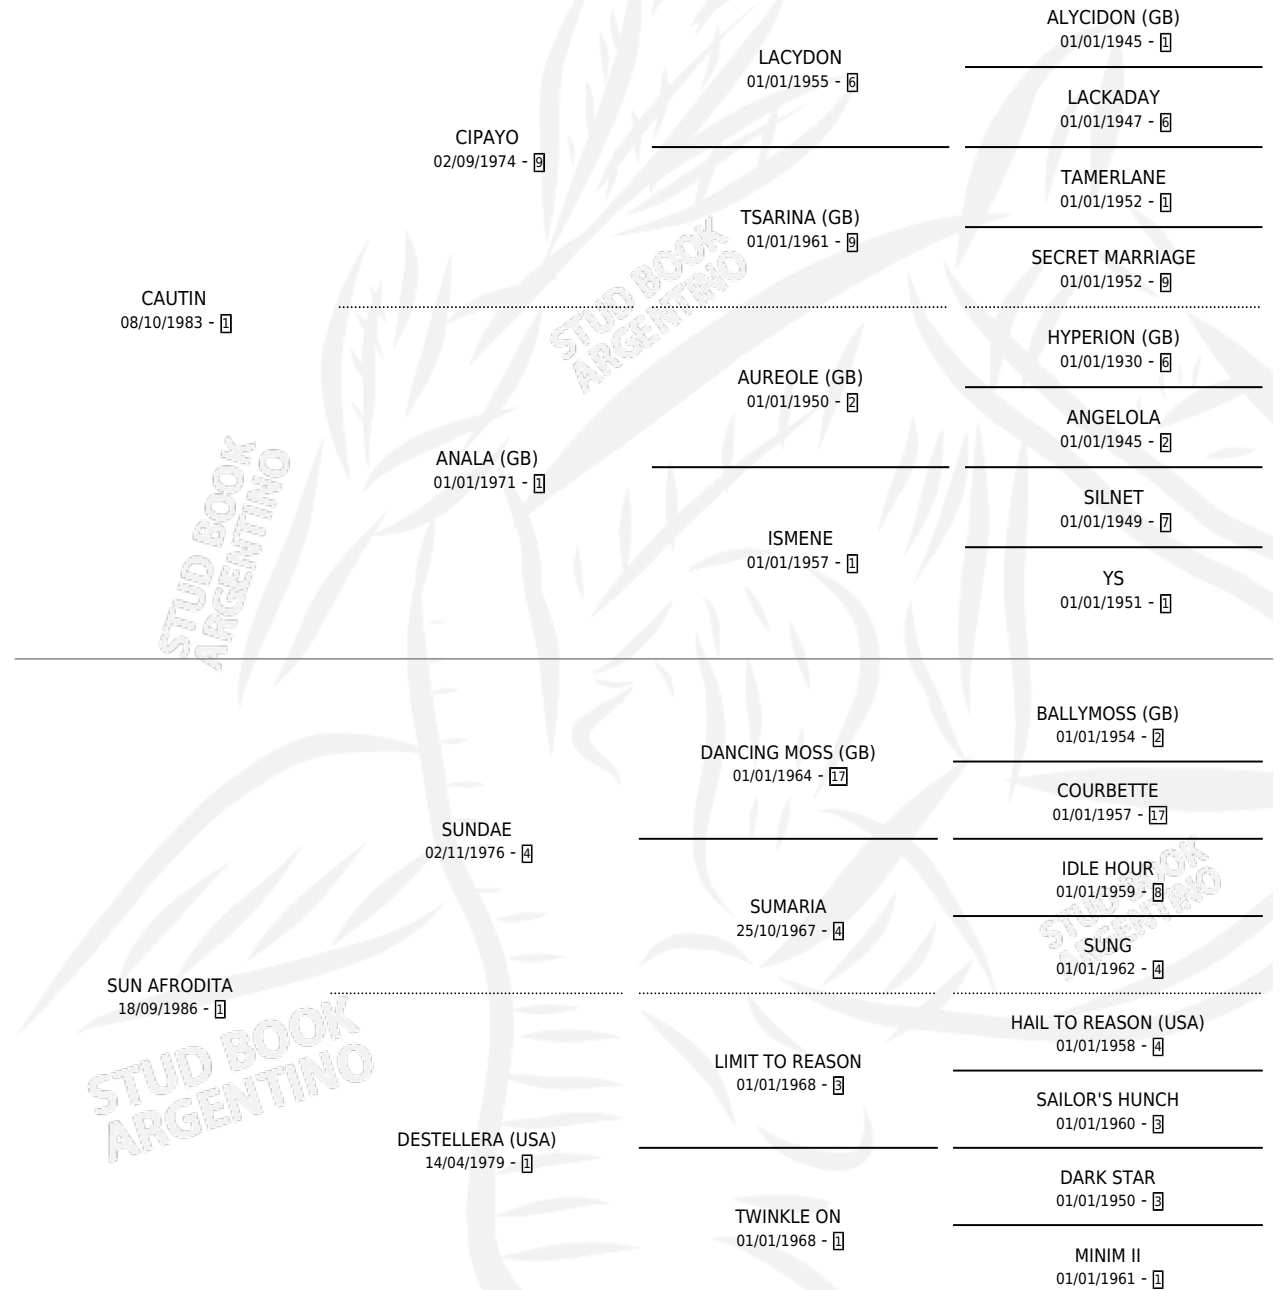 ALYCIDON (GB)
01/01/1945 - 1
LACYDON
01/01/1955 - 6
LACKADAY
01/01/1947 - 6
CIPAYO
02/09/1974 - 9
TAMERLANE
01/01/1952 - 1
TSARINA (GB)
01/01/1961 - 9
SECRET MARRIAGE
01/01/1952 - 9
CAUTIN
08/10/1983 - 1
STUD BOOK
ARGENTINO
HYPERION (GB)
01/01/1930 - 6
AUREOLE (GB)
01/01/1950 - 2
ANGELOLA
01/01/1945 - 2
ANALA (GB)
01/01/1971 - 1
SILNET
01/01/1949 - 7
ISMENE
01/01/1957 - 1
YS
01/01/1951 - 1
STUD BOOK
ARGENTINO
BALLYMOSS (GB)
01/01/1954 - 2
DANCING MOSS (GB)
01/01/1964 - 17
COURBETTE
01/01/1957 - 17
SUNDAE
02/11/1976 - 4
IDLE HOUR
01/01/1959 - 8
SUMARIA
25/10/1967 - 4
SUNG
01/01/1962 - 4
STUD BOOK
ARGENTINO
SUN AFRODITA
18/09/1986 - 1
HAIL TO REASON (USA)
01/01/1958 - 4
LIMIT TO REASON
01/01/1968 - 3
SAILOR'S HUNCH
01/01/1960 - 3
STUD BOOK
ARGENTINO
DESTELLERA (USA)
14/04/1979 - 1
DARK STAR
01/01/1950 - 3
TWINKLE ON
01/01/1968 - 1
MINIM II
01/01/1961 - 1